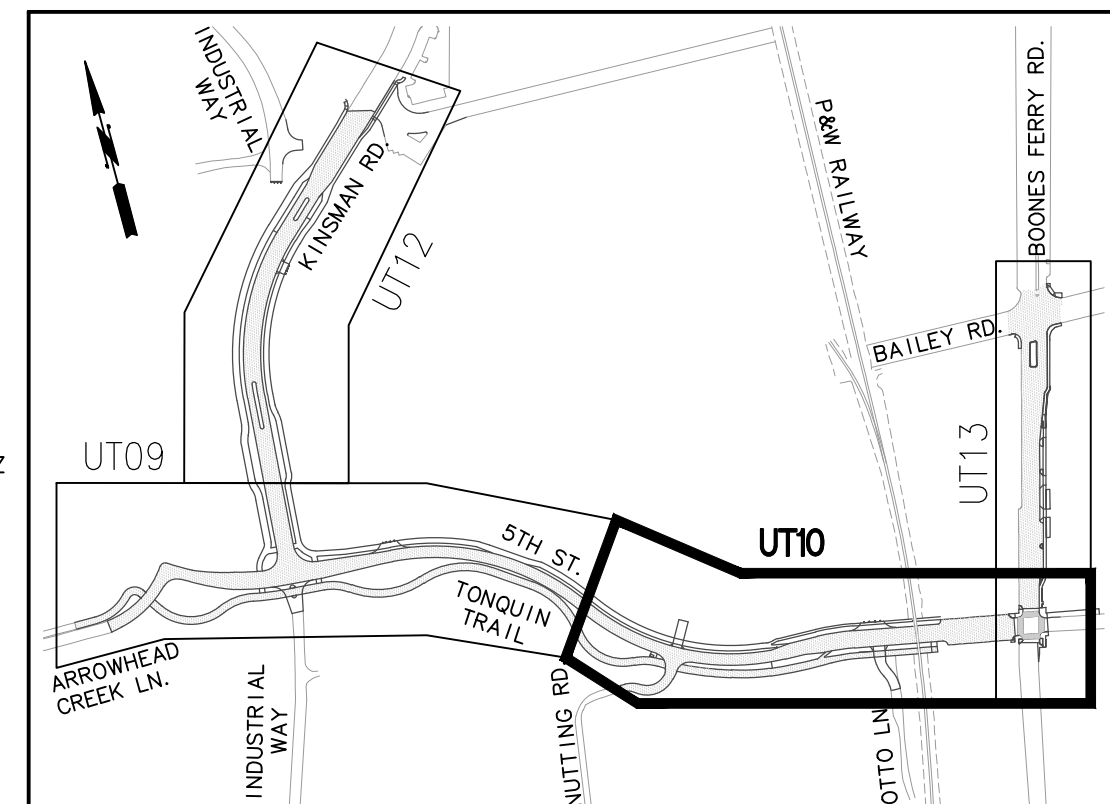 INDUSTRIAL
WAY
KINSMAN RD.
UT12
P&W RAILWAY
BOONES FERRY RD.
BAILEY RD.
UT09
UT13
5TH ST.
UT10
TONQUIN
TRAIL
ARROWHEAD
CREEK LN.
INDUSTRIAL
WAY
NUTTING RD.
OTTO LN
Z